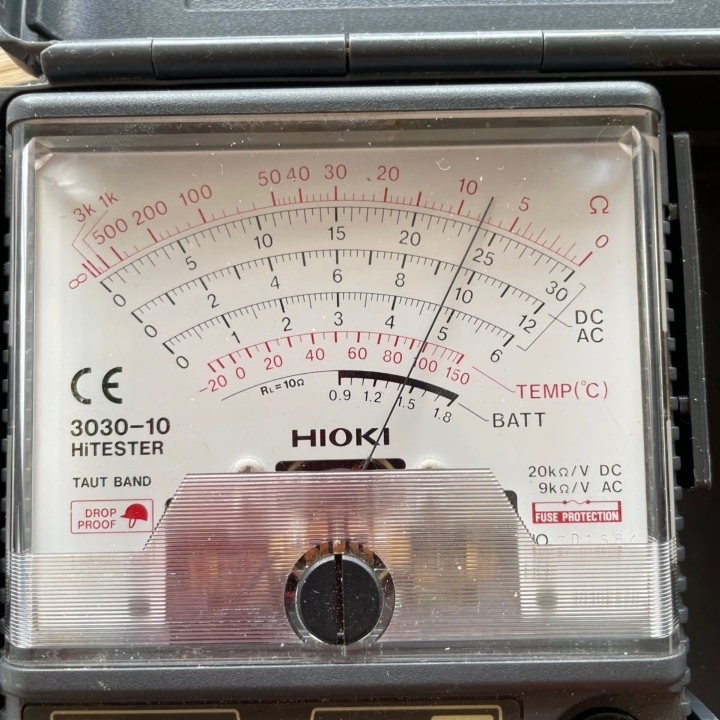 3k 1k 500 200 100 50 40 30 20 10 5 Ω
∞ 0
0 5 10 15 20 25 30
0 2 4 6 8 10 12 DC
0 1 2 3 4 5 6 AC
-20 0 20 40 60 80 100 150 TEMP(°C)
RL=10Ω 0.9 1.2 1.5 1.8 BATT
CE
3030-10
HiTESTER
HIOKI
TAUT BAND
DROP
PROOF
20kΩ/V DC
9kΩ/V AC
FUSE PROTECTION